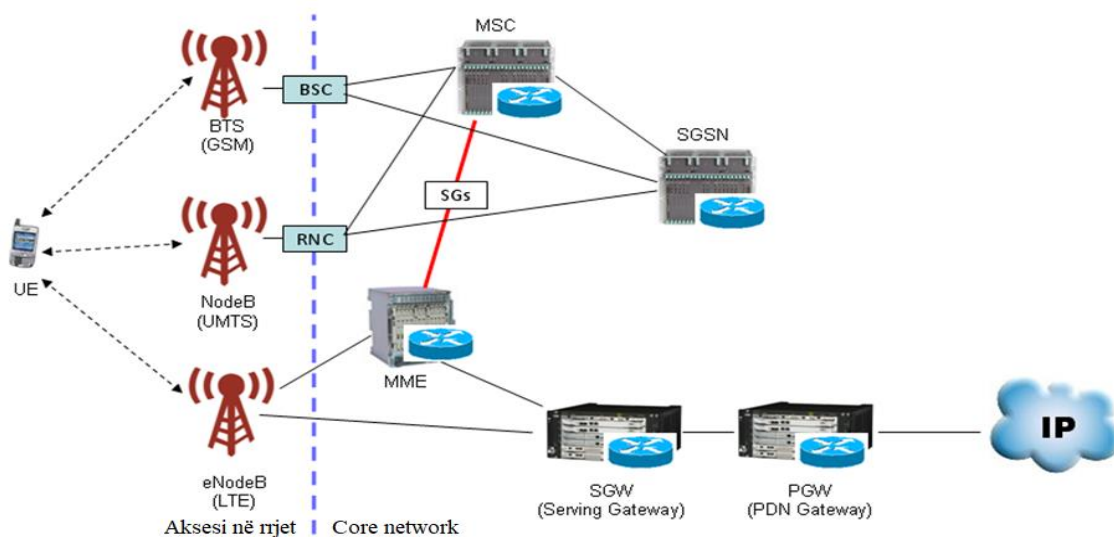 MSC
BSC
BTS
(GSM)
SGSN
SGs
RNC
UE
NodeB
(UMTS)
MME
IP
eNodeB
(LTE)
SGW
(Serving Gateway)
PGW
(PDN Gateway)
Aksesi në rrjet
Core network